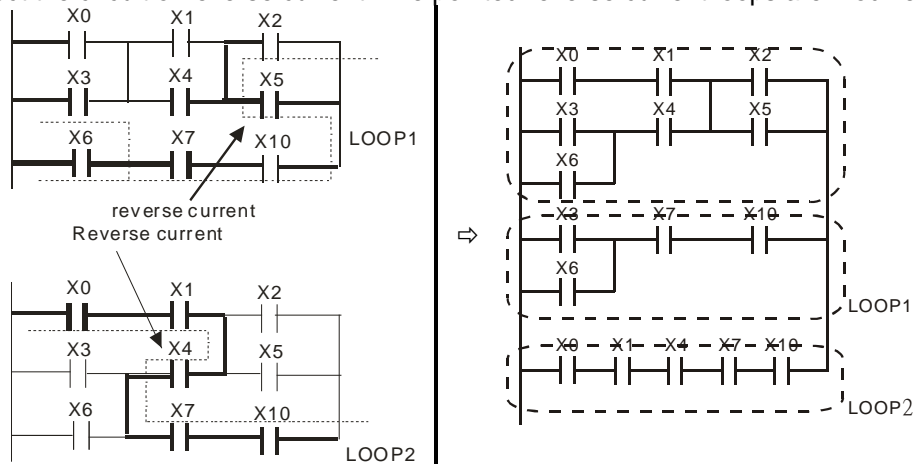 X0 X1 X2
X3 X4 X5
X6 X7 X10
LOOP1
reverse current
Reverse current
X0 X1 X2
X3 X4 X5
X6 X7 X10
LOOP2
⇨
X0 X1 X2
X3 X4 X5
X6
X3 X7 X10
X6
LOOP1
X0 X1 X4 X7 X10
LOOP2